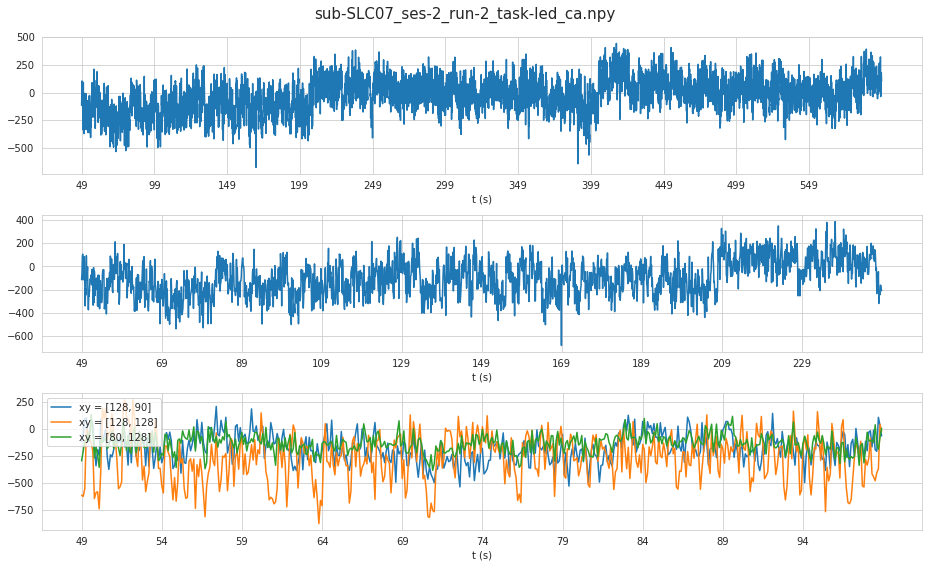 sub-SLC07_ses-2_run-2_task-led_ca.npy
500
250
0
−250
−500
49 99 149 199 249 299 349 399 449 499 549
t (s)
400
200
0
−200
−400
−600
49 69 89 109 129 149 169 189 209 229
t (s)
250
0
−250
−500
−750
xy = [128, 90]
xy = [128, 128]
xy = [80, 128]
49 54 59 64 69 74 79 84 89 94
t (s)